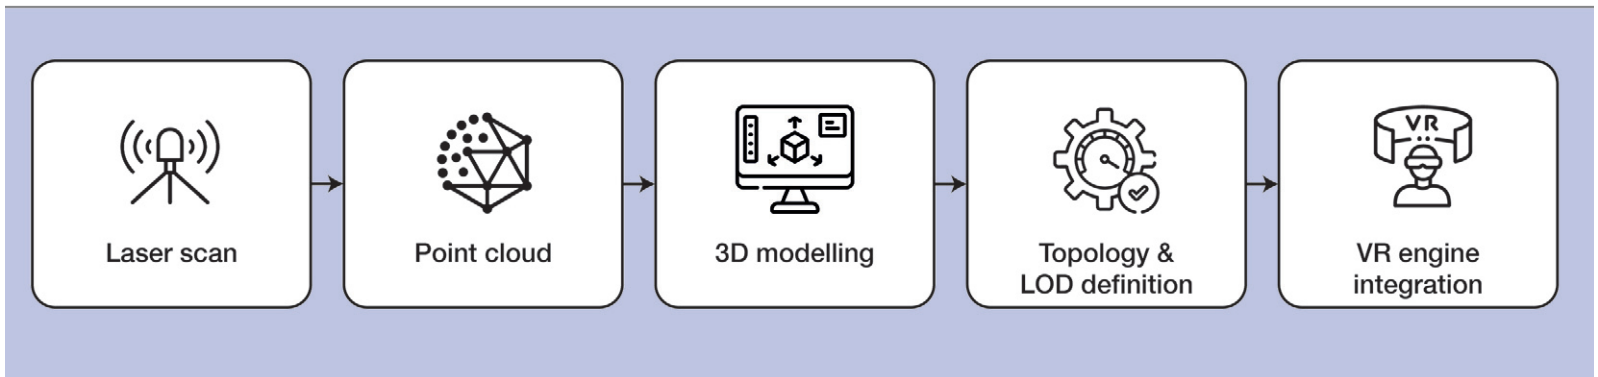 Laser scan
Point cloud
3D modelling
Topology &
LOD definition
VR
VR engine
integration